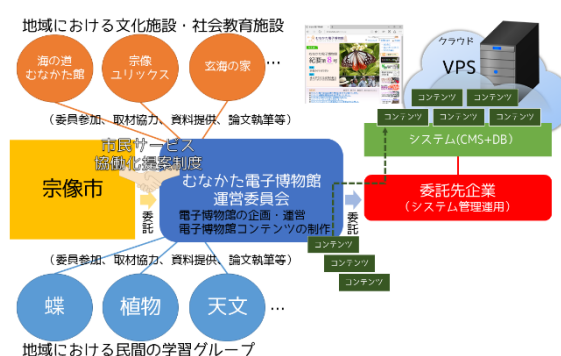 地域における文化施設・社会教育施設
海の道
むなかた館
宗像
ユリックス
玄海の家
…
（委員参加、取材協力、資料提供、論文執筆等）
市民サービス
協働化提案制度
宗像市
委託
むなかた電子博物館
運営委員会
電子博物館の企画・運営
電子博物館コンテンツの制作
委託
コンテンツ
コンテンツ
コンテンツ
（委員参加、取材協力、資料提供、論文執筆等）
蝶
植物
天文
…
地域における民間の学習グループ
むなかた電子博物館
クラウド
VPS
コンテンツ
コンテンツ
コンテンツ
コンテンツ
コンテンツ
システム(CMS+DB)
委託先企業
（システム管理運用）